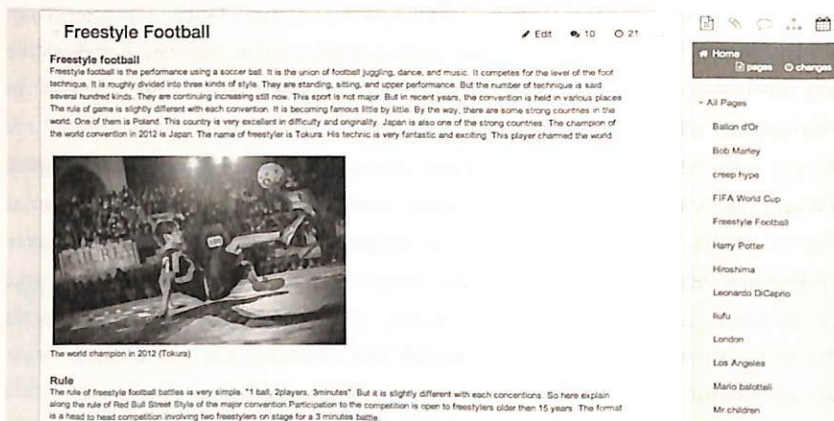 Freestyle Football
Edit 10 21
Freestyle football
Freestyle football is the performance using a soccer ball. It is the union of football juggling, dance, and music. It competes for the level of the foot
technique. It is roughly divided into three kinds of style. They are standing, sitting, and upper performance. But the number of technique is said
several hundred kinds. They are continuing increasing still now. This sport is not major. But in recent years, the convention is held in various places
The rule of game is slightly different with each convention. It is becoming famous little by little. By the way, there are some strong countries in the
world. One of them is Poland. This country is very excellent in difficulty and originality. Japan is also one of the strong countries. The champion of
the world convention in 2012 is Japan. The name of freestyler is Tokura. His technic is very fantastic and exciting. This player charmed the world
The world champion in 2012 (Tokura)
Rule
The rule of freestyle football battles is very simple. "1 ball, 2players, 3minutes". But it is slightly different with each concentions. So here explain
along the rule of Red Bull Street Style of the major convention.Participation to the competition is open to freestylers older then 15 years. The format
is a head to head competition involving two freestylers on stage for a 3 minutes battle.
Home
pages changes
All Pages
Ballon d'Or
Bob Marley
creep hype
FIFA World Cup
Freestyle Football
Harry Potter
Hiroshima
Leonardo DiCaprio
liufu
London
Los Angeles
Mario balottelli
Mr.children